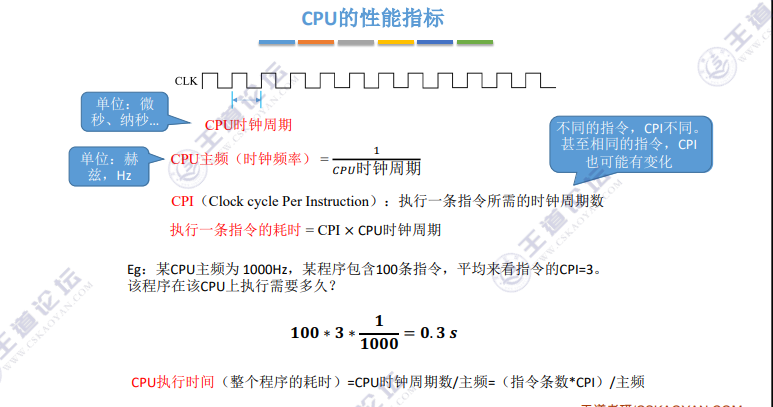 CPU的性能指标
CLK
单位：微
秒、纳秒...
CPU时钟周期
单位：赫
兹，Hz
CPU主频（时钟频率）= 1/CPU时钟周期
不同的指令，CPI不同。
甚至相同的指令，CPI
也可能有变化
CPI（Clock cycle Per Instruction）：执行一条指令所需的时钟周期数
执行一条指令的耗时 = CPI × CPU时钟周期
Eg：某CPU主频为 1000Hz，某程序包含100条指令，平均来看指令的CPI=3。
该程序在该CPU上执行需要多久？
100 * 3 * 1/1000 = 0.3 s
CPU执行时间（整个程序的耗时）=CPU时钟周期数/主频=（指令条数*CPI）/主频
王道论坛
WWW.CSKAOYAN.COM